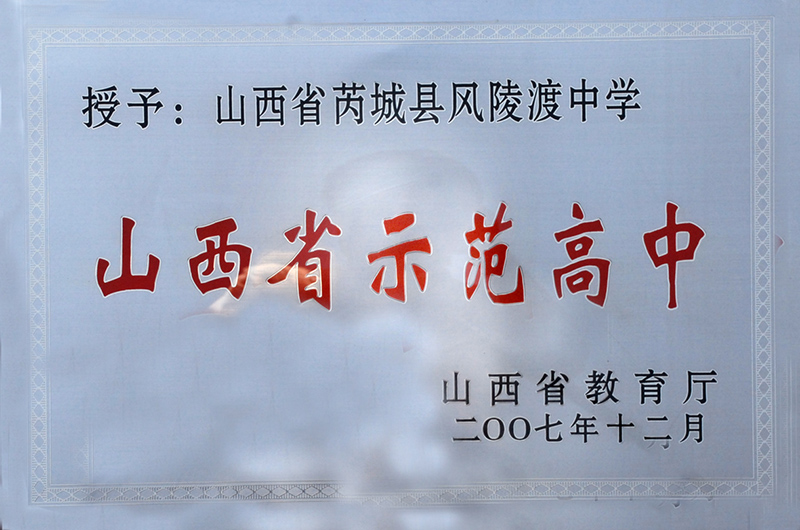 授予：山西省芮城县风陵渡中学
山西省示范高中
山西省教育厅
二OO七年十二月